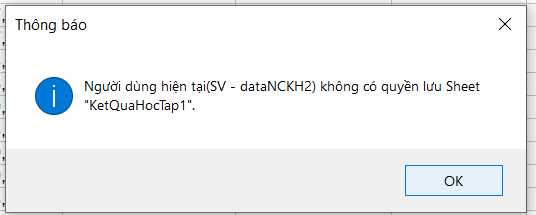 Thông báo
Người dùng hiện tại(SV - dataNCKH2) không có quyền lưu Sheet
"KetQuaHocTap1".
OK